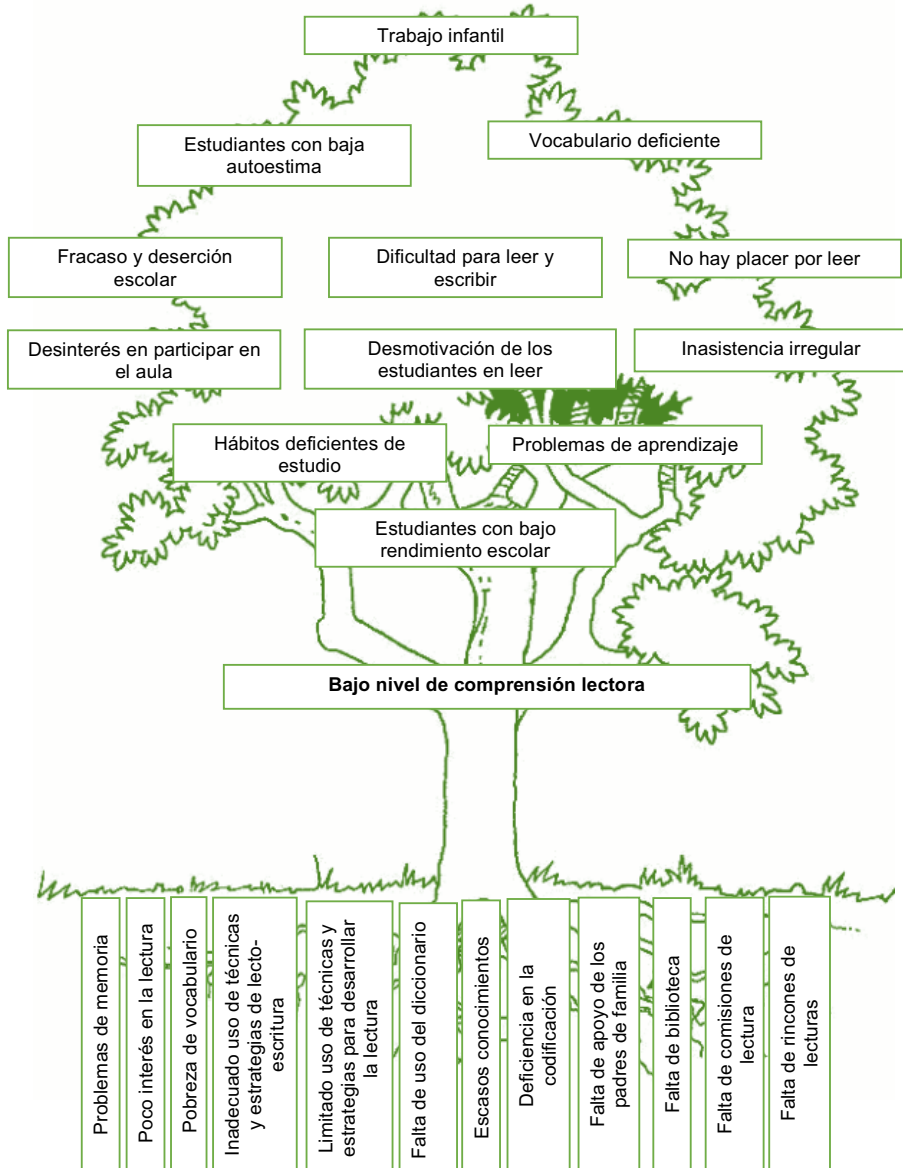 Trabajo infantil
Estudiantes con baja
autoestima
Vocabulario deficiente
Fracaso y deserción
escolar
Dificultad para leer y
escribir
No hay placer por leer
Desinterés en participar en
el aula
Desmotivación de los
estudiantes en leer
Inasistencia irregular
Hábitos deficientes de
estudio
Problemas de aprendizaje
Estudiantes con bajo
rendimiento escolar
Bajo nivel de comprensión lectora
Problemas de memoria
Poco interés en la lectura
Pobreza de vocabulario
Inadecuado uso de técnicas
y estrategias de lecto-
escritura
Limitado uso de técnicas y
estrategias para desarrollar
la lectura
Falta de uso del diccionario
Escasos conocimientos
Deficiencia en la
codificación
Falta de apoyo de los
padres de familia
Falta de biblioteca
Falta de comisiones de
lectura
Falta de rincones de
lecturas